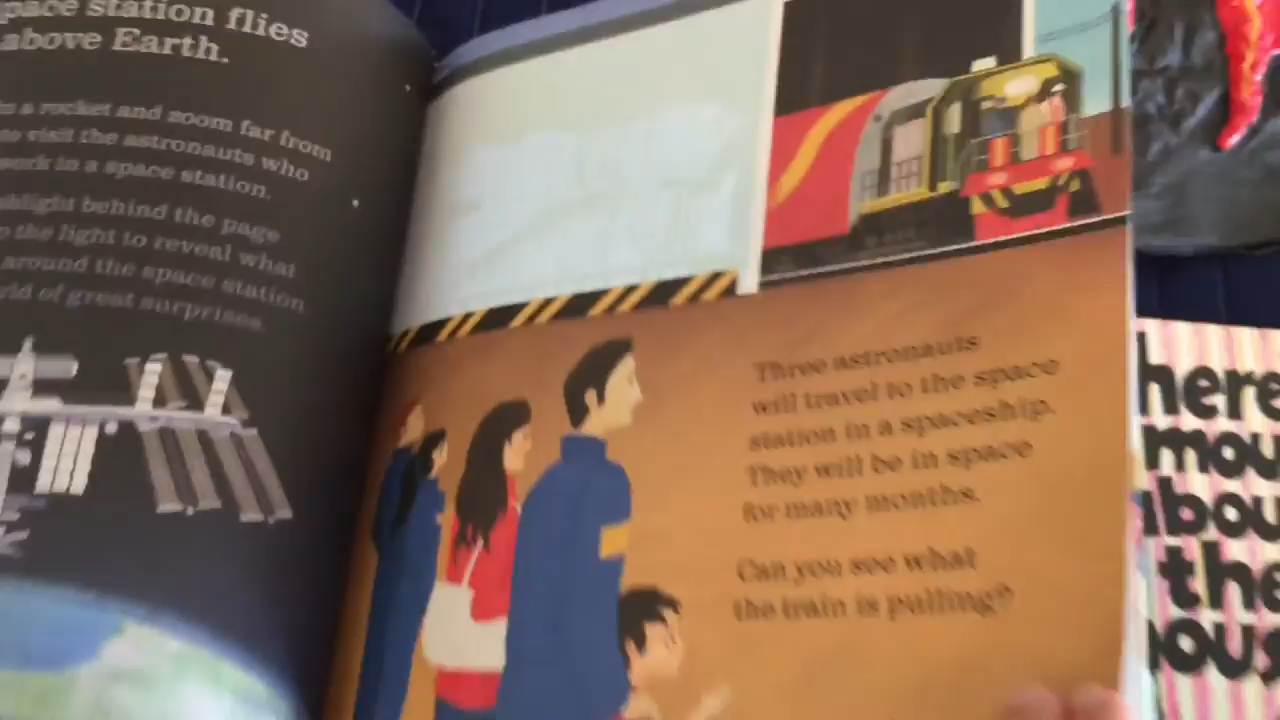 pace station flies
above Earth.
a rocket and zoom far from
to visit the astronauts who
work in a space station.
behind the page
the light to reveal what
around the space station
of great surprises.
Three astronauts
will travel to the space
station in a spaceship.
They will be in space
for many months.
Can you see what
the train is pulling?
here
mou
abou
the
ous